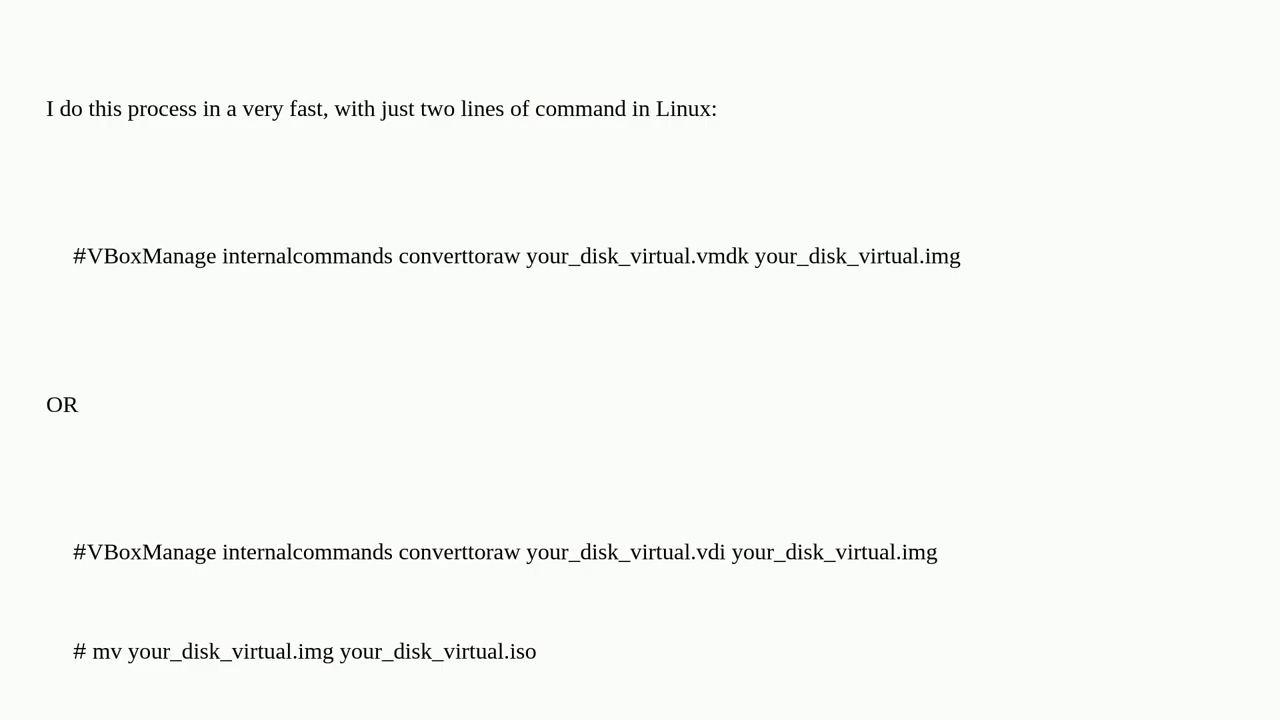 I do this process in a very fast, with just two lines of command in Linux:
#VBoxManage internalcommands converttoraw your_disk_virtual.vmdk your_disk_virtual.img
OR
#VBoxManage internalcommands converttoraw your_disk_virtual.vdi your_disk_virtual.img
# mv your_disk_virtual.img your_disk_virtual.iso